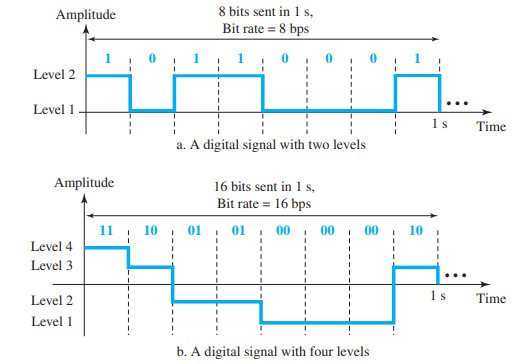 Amplitude
8 bits sent in 1 s,
Bit rate = 8 bps
1 0 1 1 0 0 0 1
Level 2
Level 1
1 s
Time
a. A digital signal with two levels
Amplitude
16 bits sent in 1 s,
Bit rate = 16 bps
11 10 01 01 00 00 00 10
Level 4
Level 3
Level 2
Level 1
1 s
Time
b. A digital signal with four levels